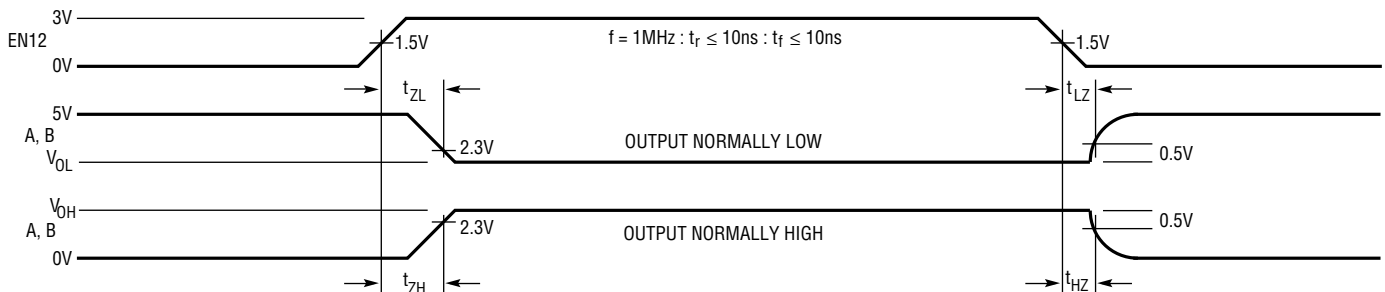 3V
EN12
1.5V
f = 1MHz : tr ≤ 10ns : tf ≤ 10ns
1.5V
0V
tZL
tLZ
5V
A, B
2.3V
OUTPUT NORMALLY LOW
0.5V
VOL
VOH
A, B
2.3V
OUTPUT NORMALLY HIGH
0.5V
0V
tZH
tHZ